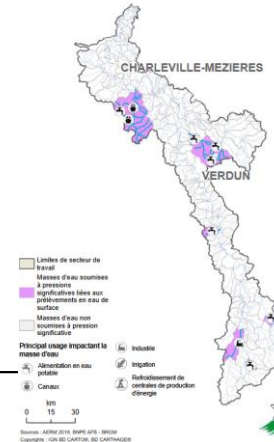 CHARLEVILLE-MEZIERES
VERDUN
Limites de secteur de
travail
Masses d'eau soumises
à pressions
significatives liées aux
prélèvements en eau de
surface
Masses d'eau non
soumises à pression
significative
Principal usage impactant la
masse d'eau
Alimentation en eau
potable
Canaux
Industrie
Irrigation
Refroidissement de
centrales de production
d'énergie
km
0 15 30
Sources : AERM 2019, BNPE AFB - BRGM
Copyrights : IGN BD CARTO®, BD CARTHAGE®